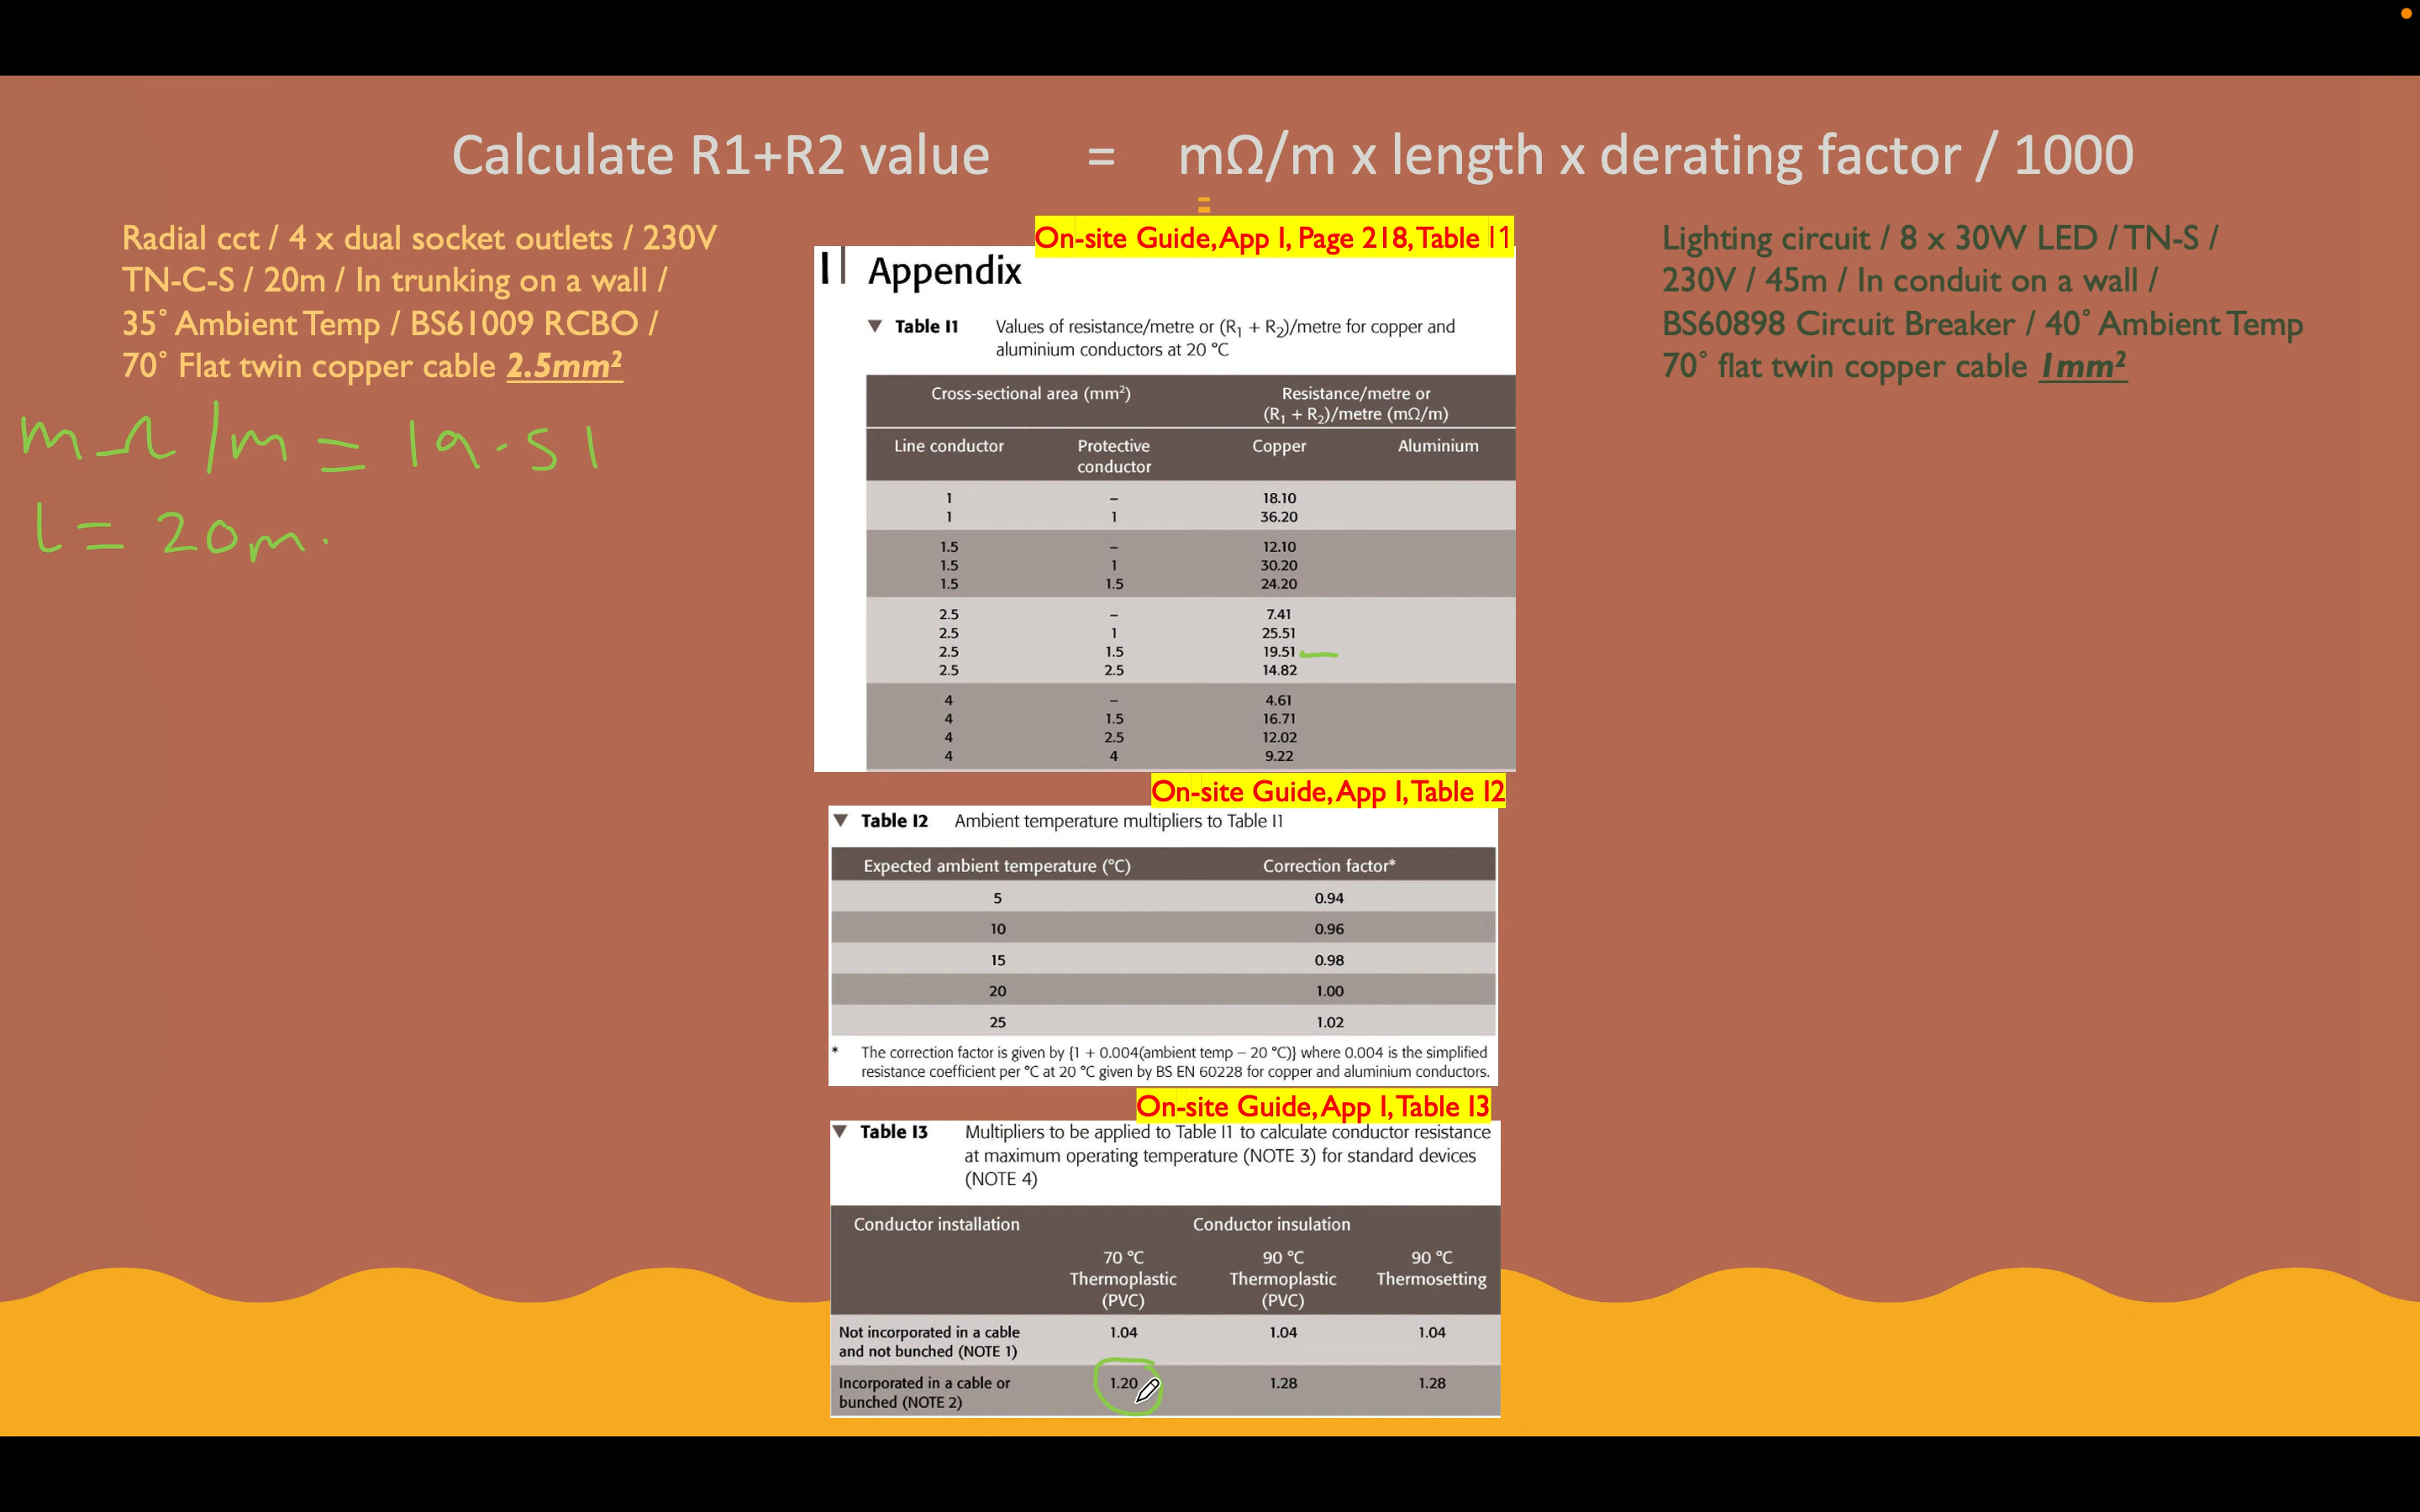 Calculate R1+R2 value = mΩ/m x length x derating factor / 1000
=
Radial cct / 4 x dual socket outlets / 230V
TN-C-S / 20m / In trunking on a wall /
35° Ambient Temp / BS61009 RCBO /
70° Flat twin copper cable 2.5mm²
mΩ/m = 19.51
L = 20m.
On-site Guide, App I, Page 218, Table I1
I Appendix
▼ Table I1 Values of resistance/metre or (R₁ + R₂)/metre for copper and
aluminium conductors at 20 °C
Cross-sectional area (mm²) Resistance/metre or
(R₁ + R₂)/metre (mΩ/m)
Line conductor Protective Copper Aluminium
conductor
1 – 18.10
1 1 36.20
1.5 – 12.10
1.5 1 30.20
1.5 1.5 24.20
2.5 – 7.41
2.5 1 25.51
2.5 1.5 19.51
2.5 2.5 14.82
4 – 4.61
4 1.5 16.71
4 2.5 12.02
4 4 9.22
On-site Guide, App I, Table I2
▼ Table I2 Ambient temperature multipliers to Table I1
Expected ambient temperature (°C) Correction factor*
5 0.94
10 0.96
15 0.98
20 1.00
25 1.02
* The correction factor is given by {1 + 0.004(ambient temp – 20 °C)} where 0.004 is the simplified
resistance coefficient per °C at 20 °C given by BS EN 60228 for copper and aluminium conductors.
On-site Guide, App I, Table I3
▼ Table I3 Multipliers to be applied to Table I1 to calculate conductor resistance
at maximum operating temperature (NOTE 3) for standard devices
(NOTE 4)
Conductor installation Conductor insulation
70 °C 90 °C 90 °C
Thermoplastic Thermoplastic Thermosetting
(PVC) (PVC)
Not incorporated in a cable 1.04 1.04 1.04
and not bunched (NOTE 1)
Incorporated in a cable or 1.20 1.28 1.28
bunched (NOTE 2)
Lighting circuit / 8 x 30W LED / TN-S /
230V / 45m / In conduit on a wall /
BS60898 Circuit Breaker / 40° Ambient Temp
70° flat twin copper cable 1mm²